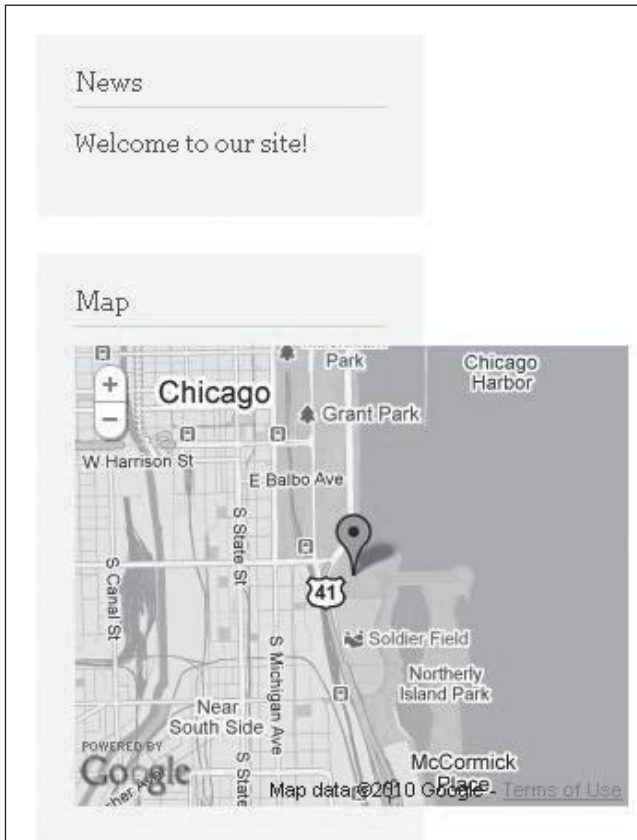 News
Welcome to our site!
Map
Park
Chicago
Harbor
+
Chicago
Grant Park
−
W Harrison St
E Balbo Ave
S State St
S Canal St
41
Soldier Field
S Michigan Ave
Northerly
Island Park
Near
South Side
POWERED BY
Google
McCormick
Place
S State
Map data ©2010 Google - Terms of Use